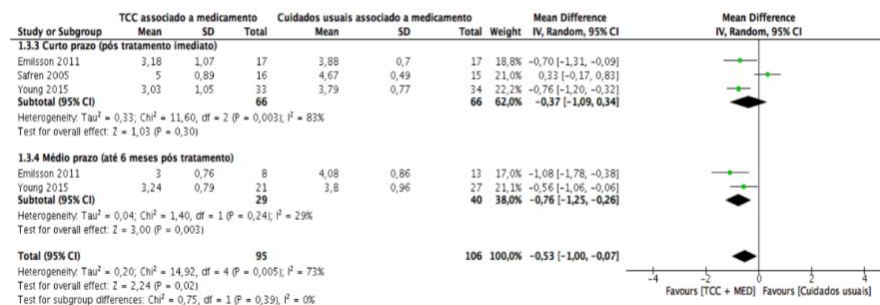 TCC associado a medicamento Cuidados usuais associado a medicamento Mean Difference Mean Difference
Study or Subgroup Mean SD Total Mean SD Total Weight IV, Random, 95% CI IV, Random, 95% CI
1.3.3 Curto prazo (pós tratamento imediato)
Emilsson 2011 3,18 1,07 17 3,88 0,7 17 18,8% -0,70 [-1,31, -0,09]
Safren 2005 5 0,89 16 4,67 0,49 15 21,0% 0,33 [-0,17, 0,83]
Young 2015 3,03 1,05 33 3,79 0,77 34 22,2% -0,76 [-1,20, -0,32]
Subtotal (95% CI) 66 66 62,0% -0,37 [-1,09, 0,34]
Heterogeneity: Tau² = 0,33; Chi² = 11,60, df = 2 (P = 0,003); I² = 83%
Test for overall effect: Z = 1,03 (P = 0,30)
1.3.4 Médio prazo (até 6 meses pós tratamento)
Emilsson 2011 3 0,76 8 4,08 0,86 13 17,0% -1,08 [-1,78, -0,38]
Young 2015 3,24 0,79 21 3,8 0,96 27 21,1% -0,56 [-1,06, -0,06]
Subtotal (95% CI) 29 40 38,0% -0,76 [-1,25, -0,26]
Heterogeneity: Tau² = 0,04; Chi² = 1,40, df = 1 (P = 0,24); I² = 29%
Test for overall effect: Z = 3,00 (P = 0,003)
Total (95% CI) 95 106 100,0% -0,53 [-1,00, -0,07]
Heterogeneity: Tau² = 0,20; Chi² = 14,92, df = 4 (P = 0,005); I² = 73%
Test for overall effect: Z = 2,24 (P = 0,02)
Test for subgroup differences: Chi² = 0,75, df = 1 (P = 0,39), I² = 0%
-4 -2 0 2 4
Favours [TCC + MED] Favours [Cuidados usuais]